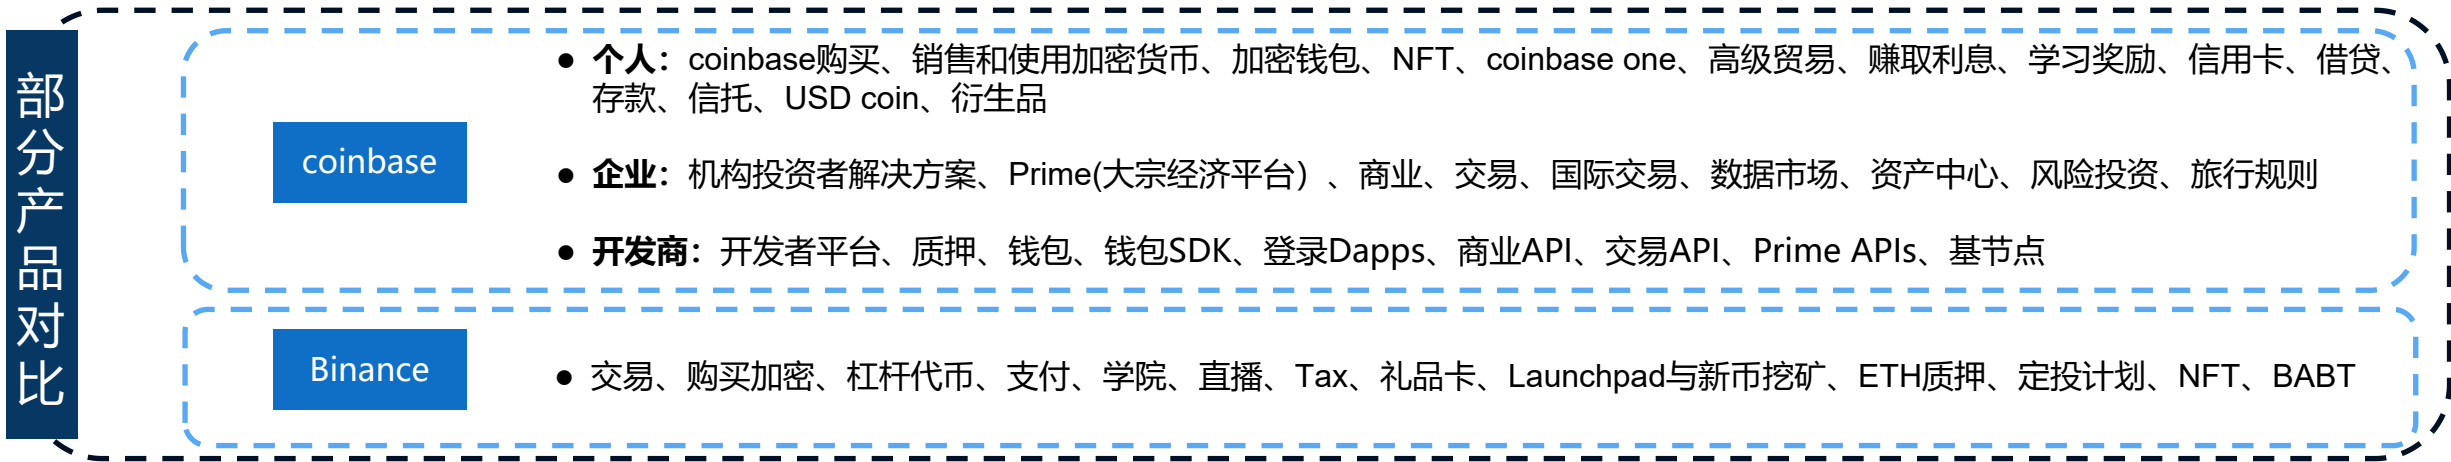 部分产品对比
coinbase
● 个人：coinbase购买、销售和使用加密货币、加密钱包、NFT、coinbase one、高级贸易、赚取利息、学习奖励、信用卡、借贷、
存款、信托、USD coin、衍生品
● 企业：机构投资者解决方案、Prime(大宗经济平台）、商业、交易、国际交易、数据市场、资产中心、风险投资、旅行规则
● 开发商：开发者平台、质押、钱包、钱包SDK、登录Dapps、商业API、交易API、Prime APIs、基节点
Binance
● 交易、购买加密、杠杆代币、支付、学院、直播、Tax、礼品卡、Launchpad与新币挖矿、ETH质押、定投计划、NFT、BABT